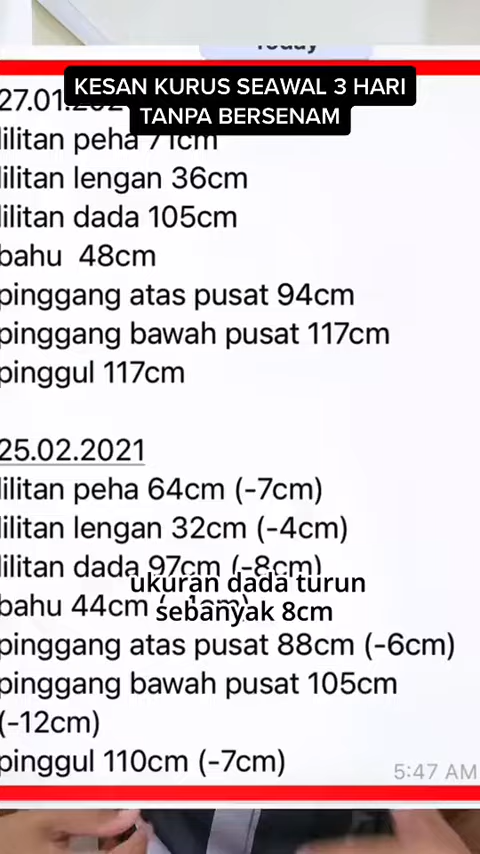 Today
KESAN KURUS SEAWAL 3 HARI
TANPA BERSENAM
27.01.202
lilitan peha 71cm
lilitan lengan 36cm
lilitan dada 105cm
bahu 48cm
pinggang atas pusat 94cm
pinggang bawah pusat 117cm
pinggul 117cm
25.02.2021
lilitan peha 64cm (-7cm)
lilitan lengan 32cm (-4cm)
lilitan dada 97cm (-8cm)
ukuran dada turun
sebanyak 8cm
bahu 44cm
pinggang atas pusat 88cm (-6cm)
pinggang bawah pusat 105cm
(-12cm)
pinggul 110cm (-7cm)
5:47 AM